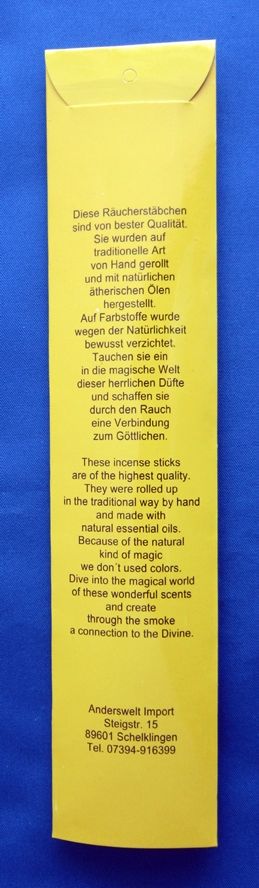 Diese Räucherstäbchen
sind von bester Qualität.
Sie wurden auf
traditionelle Art
von Hand gerollt
und mit natürlichen
ätherischen Ölen
hergestellt.
Auf Farbstoffe wurde
wegen der Natürlichkeit
bewusst verzichtet.
Tauchen sie ein
in die magische Welt
dieser herrlichen Düfte
und schaffen sie
durch den Rauch
eine Verbindung
zum Göttlichen.
These incense sticks
are of the highest quality.
They were rolled up
in the traditional way by hand
and made with
natural essential oils.
Because of the natural
kind of magic
we don´t used colors.
Dive into the magical world
of these wonderful scents
and create
through the smoke
a connection to the Divine.
Anderswelt Import
Steigstr. 15
89601 Schelklingen
Tel. 07394-916399